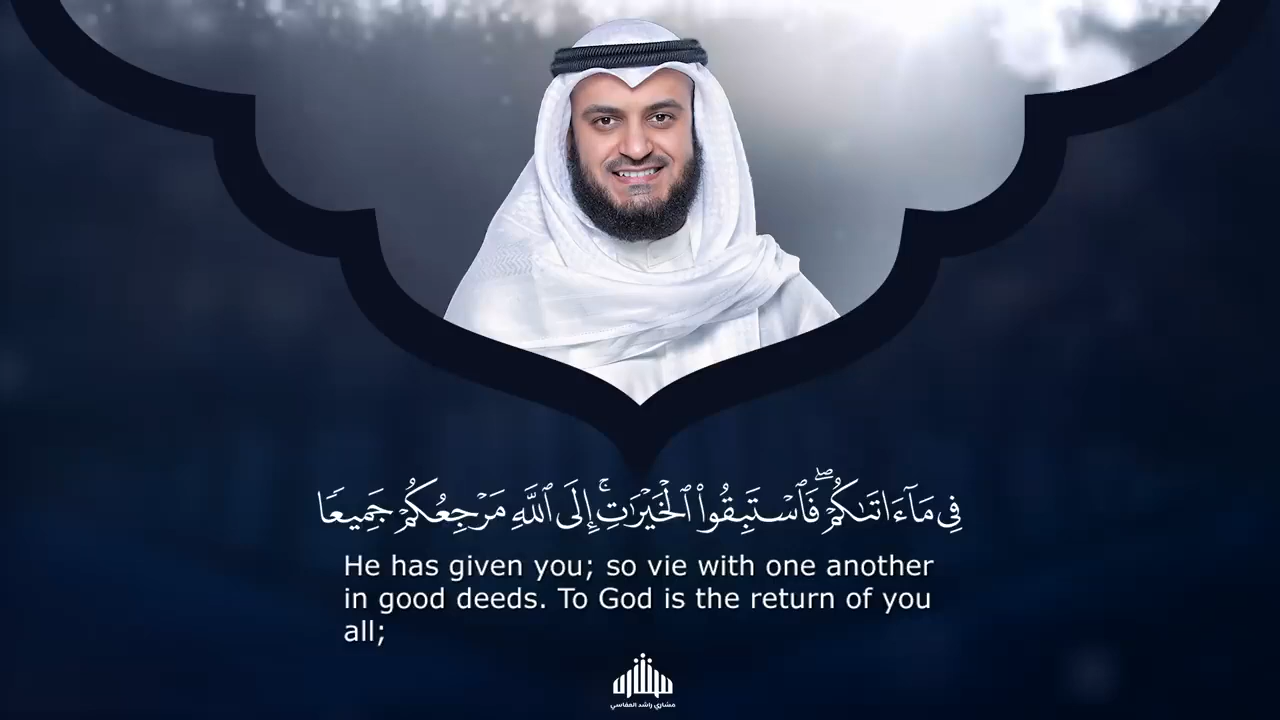 فِى مَآ ءَاتَىٰكُمْ ۖ فَٱسْتَبِقُوا۟ ٱلْخَيْرَٰتِ ۚ إِلَى ٱللَّهِ مَرْجِعُكُمْ جَمِيعًا
He has given you; so vie with one another
in good deeds. To God is the return of you
all;
مشاري راشد العفاسي